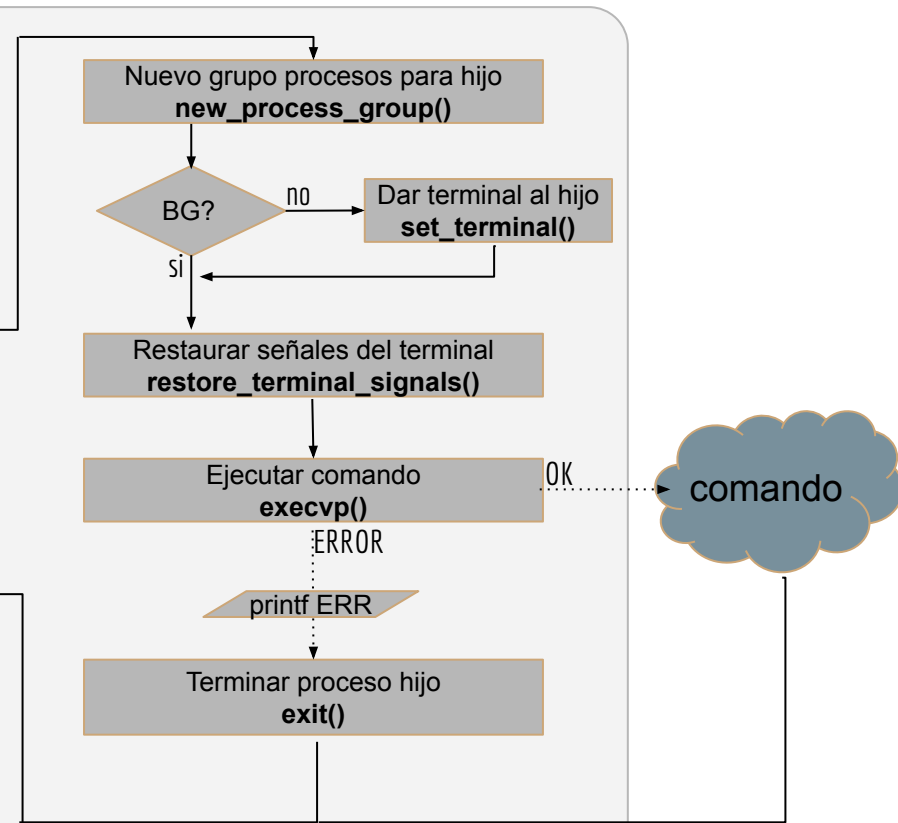 Nuevo grupo procesos para hijo
new_process_group()
BG?
no
Dar terminal al hijo
set_terminal()
si
Restaurar señales del terminal
restore_terminal_signals()
Ejecutar comando
execvp()
OK
comando
ERROR
printf ERR
Terminar proceso hijo
exit()